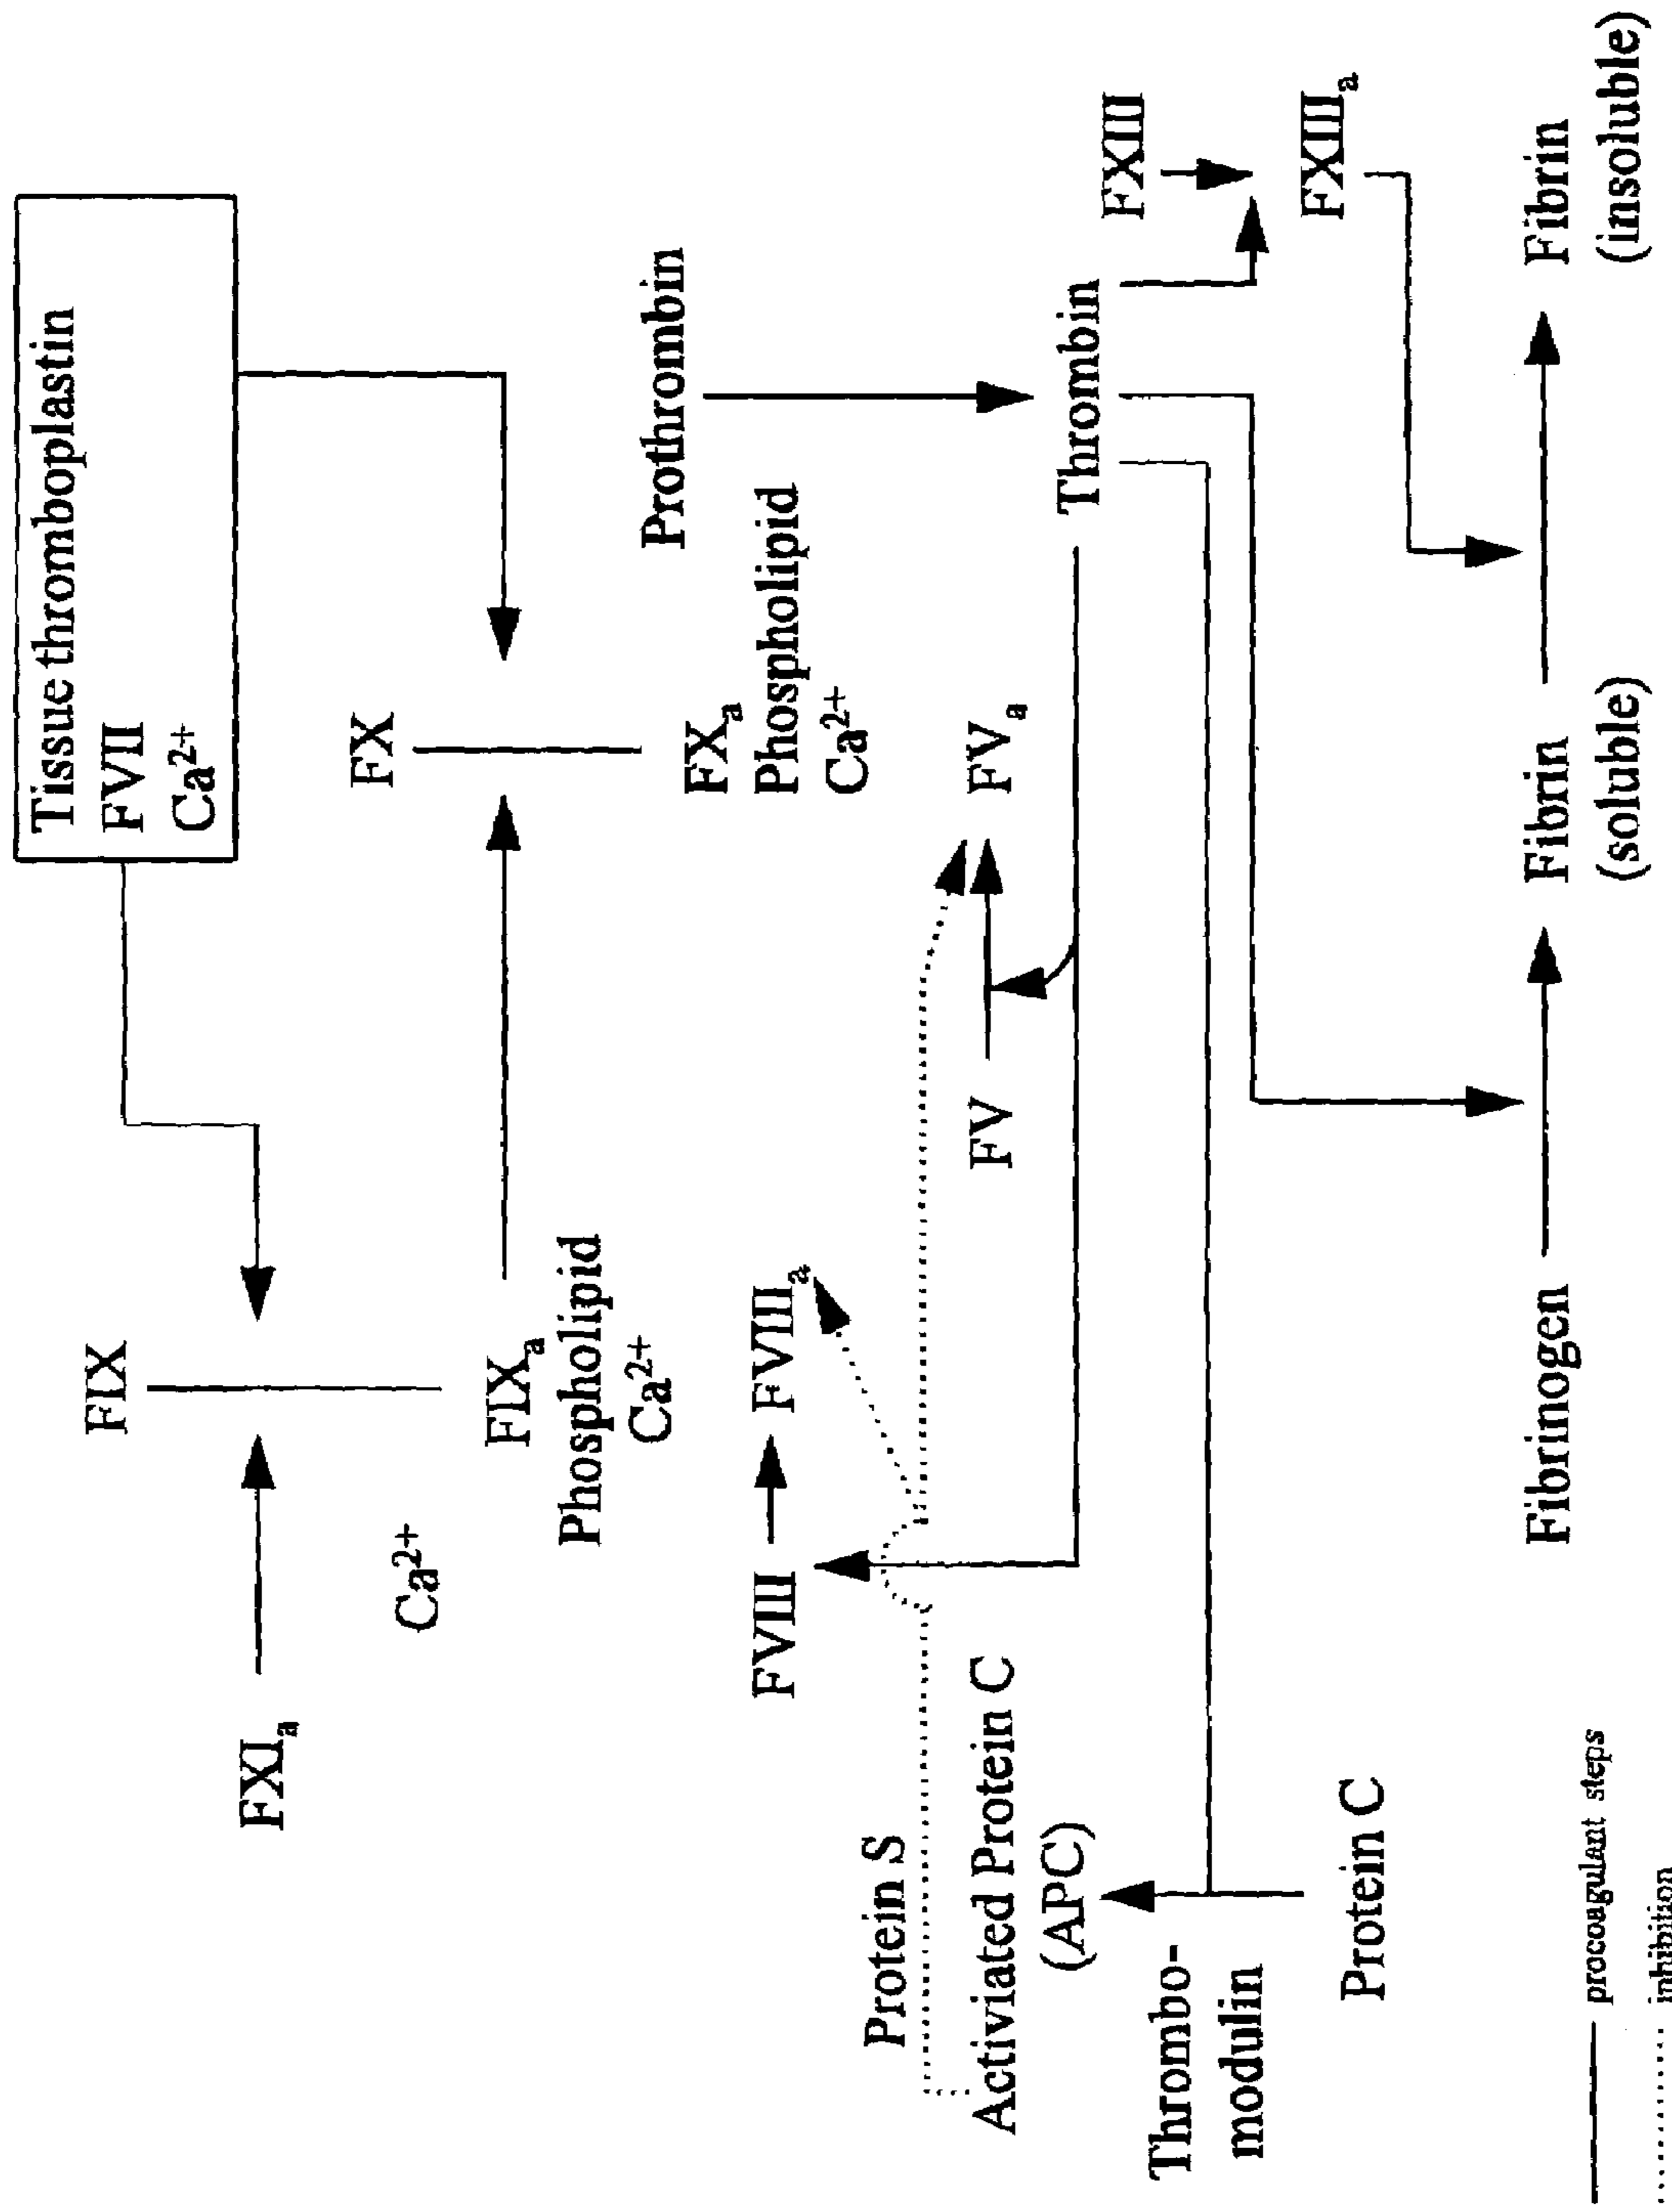 Tissue thromboplastin
FVII
Ca²⁺
FIX
FX
FXIₐ
Ca²⁺
FIXₐ
Phospholipid
Ca²⁺
FXₐ
Phospholipid
Ca²⁺
Prothrombin
FVIII
FVIIIₐ
Protein S
Activiated Protein C
(APC)
FV
FVₐ
Thrombin
FXIII
FXIIIₐ
Thrombo-
modulin
Protein C
Fibrinogen
Fibrin
(soluble)
Fibrin
(insoluble)
procoagulant steps
inhibition